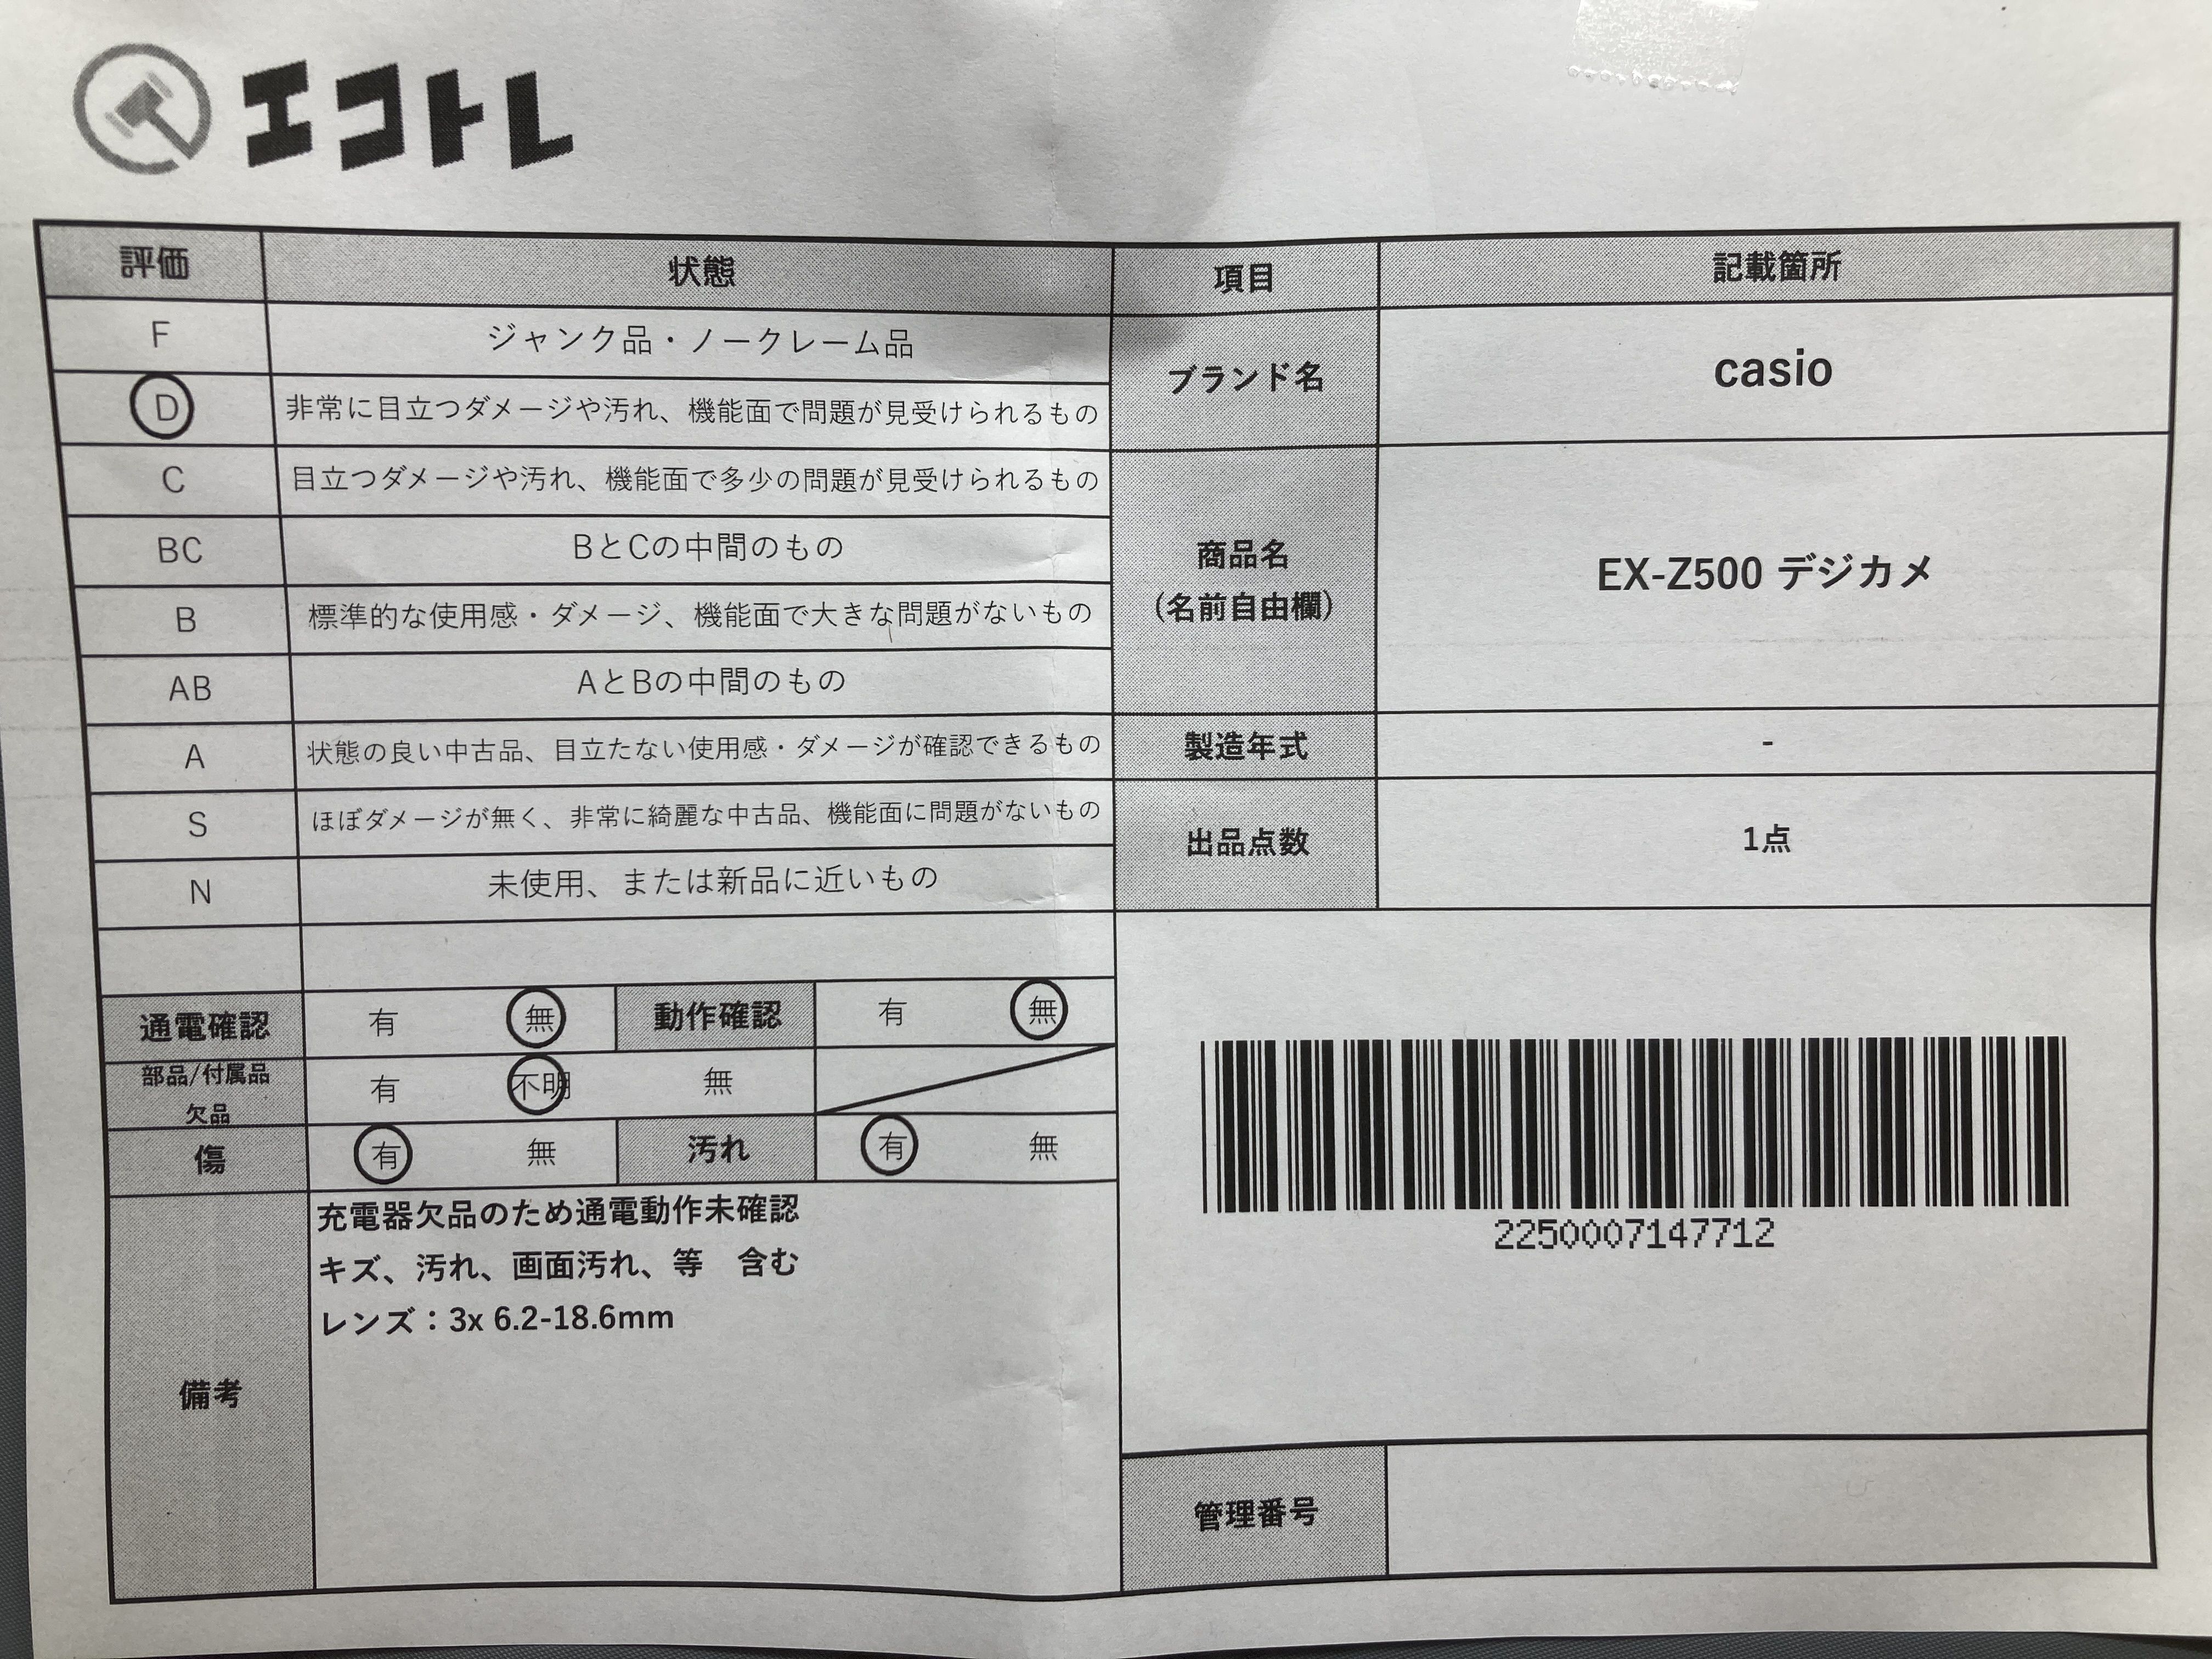 エコトレ
評価 状態 項目 記載箇所
F ジャンク品・ノークレーム品
D 非常に目立つダメージや汚れ、機能面で問題が見受けられるもの
C 目立つダメージや汚れ、機能面で多少の問題が見受けられるもの
BC BとCの中間のもの
B 標準的な使用感・ダメージ、機能面で大きな問題がないもの
AB AとBの中間のもの
A 状態の良い中古品、目立たない使用感・ダメージが確認できるもの
S ほぼダメージが無く、非常に綺麗な中古品、機能面に問題がないもの
N 未使用、または新品に近いもの
ブランド名 casio
商品名
(名前自由欄)
EX-Z500 デジカメ
製造年式 -
出品点数 1点
通電確認 有 無 動作確認 有 無
部品/付属品
欠品
有 不明 無
傷 有 無 汚れ 有 無
備考
充電器欠品のため通電動作未確認
キズ、汚れ、画面汚れ、等　含む
レンズ：3x 6.2-18.6mm
2250007147712
管理番号